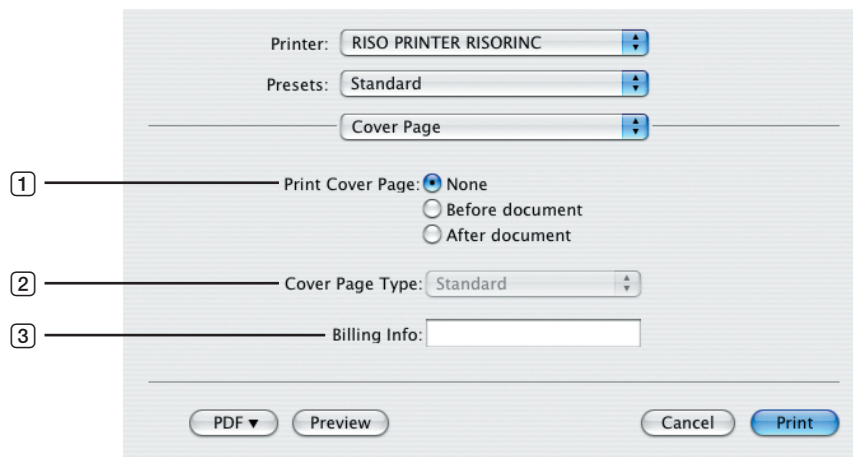 Printer: RISO PRINTER RISORINC
Presets: Standard
Cover Page
1 Print Cover Page: None
Before document
After document
2 Cover Page Type: Standard
3 Billing Info:
PDF ▼ Preview Cancel Print